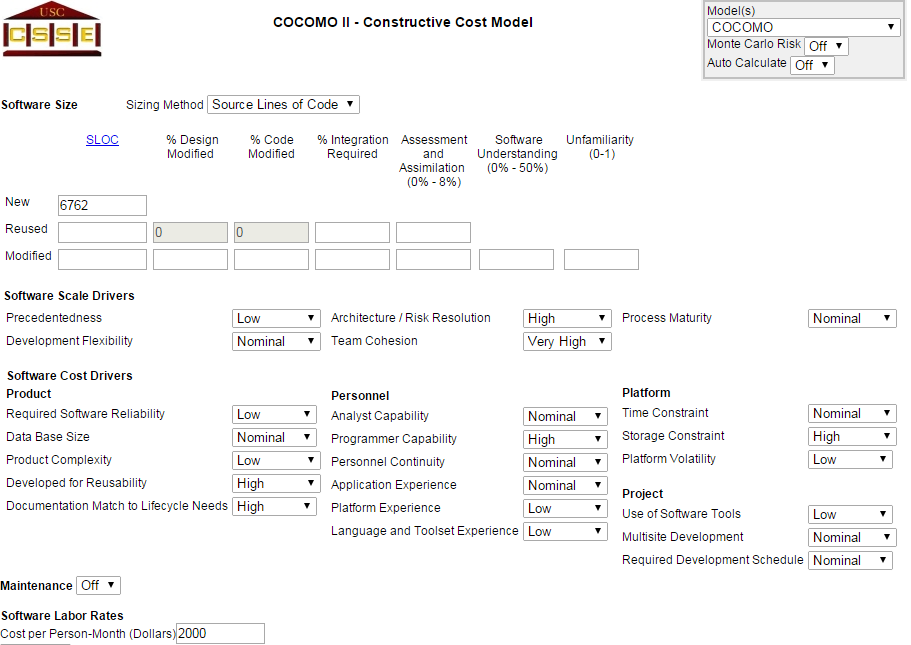 USC
CSSE
COCOMO II - Constructive Cost Model
Model(s)
COCOMO
Monte Carlo Risk Off
Auto Calculate Off
Software Size Sizing Method Source Lines of Code
SLOC % Design Modified % Code Modified % Integration Required Assessment and Assimilation (0% - 8%) Software Understanding (0% - 50%) Unfamiliarity (0-1)
New 6762
Reused 0 0
Modified
Software Scale Drivers
Precedentedness Low Architecture / Risk Resolution High Process Maturity Nominal
Development Flexibility Nominal Team Cohesion Very High
Software Cost Drivers
Product
Required Software Reliability Low
Data Base Size Nominal
Product Complexity Low
Developed for Reusability High
Documentation Match to Lifecycle Needs High
Personnel
Analyst Capability Nominal
Programmer Capability High
Personnel Continuity Nominal
Application Experience Nominal
Platform Experience Low
Language and Toolset Experience Low
Platform
Time Constraint Nominal
Storage Constraint High
Platform Volatility Low
Project
Use of Software Tools Low
Multisite Development Nominal
Required Development Schedule Nominal
Maintenance Off
Software Labor Rates
Cost per Person-Month (Dollars) 2000